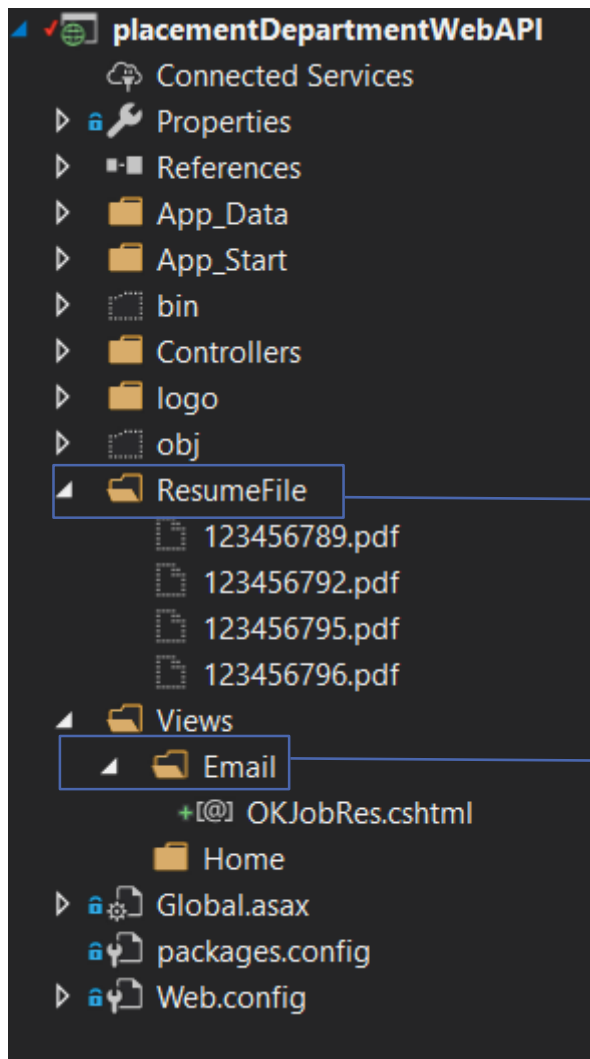 placementDepartmentWebAPI
Connected Services
Properties
References
App_Data
App_Start
bin
Controllers
logo
obj
ResumeFile
123456789.pdf
123456792.pdf
123456795.pdf
123456796.pdf
Views
Email
+[@] OKJobRes.cshtml
Home
Global.asax
packages.config
Web.config